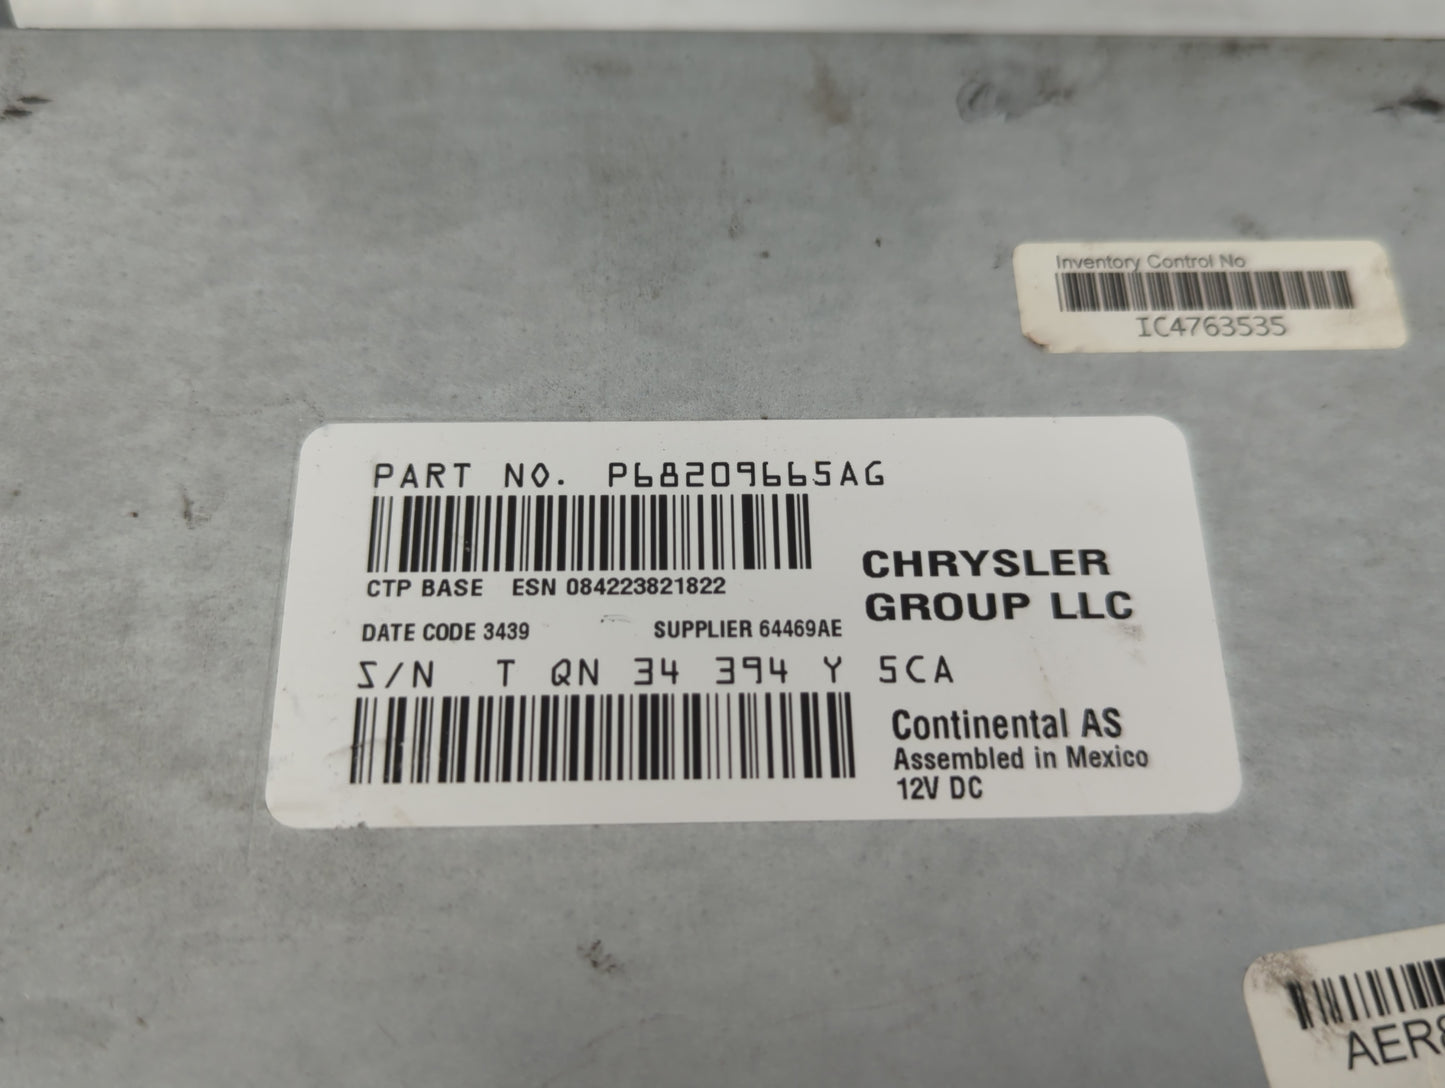 Inventory Control No
IC4763535
PART NO. P68209665AG
CTP BASE ESN 084223821822
CHRYSLER
GROUP LLC
DATE CODE 3439 SUPPLIER 64469AE
S/N T QN 34 394 Y 5CA
Continental AS
Assembled in Mexico
12V DC
AER8